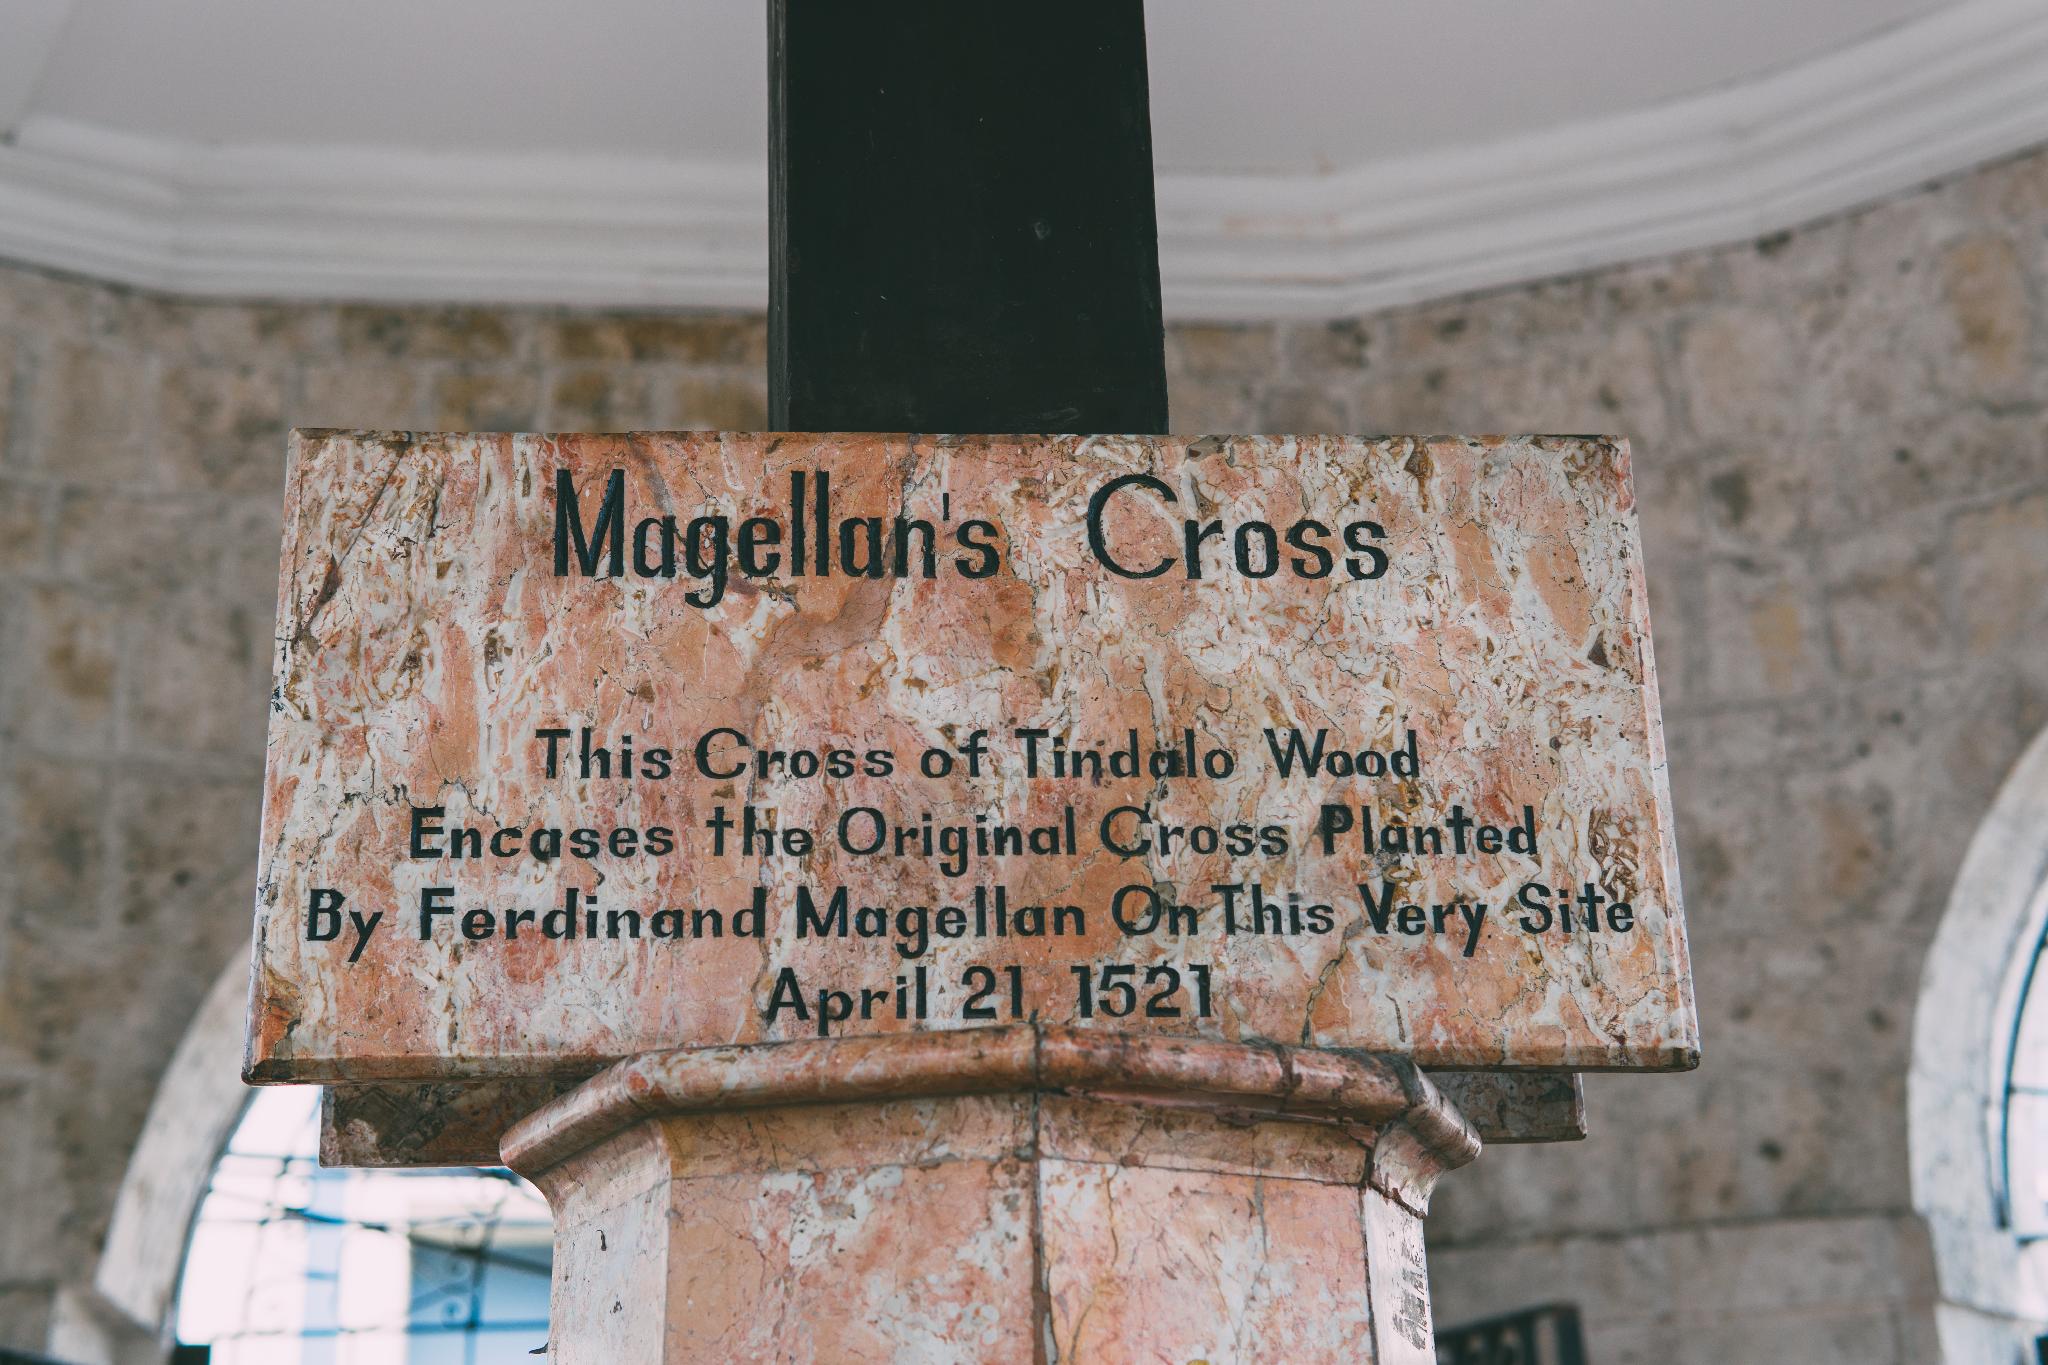 Magellan's Cross
This Cross of Tindalo Wood
Encases the Original Cross Planted
By Ferdinand Magellan On This Very Site
April 21, 1521